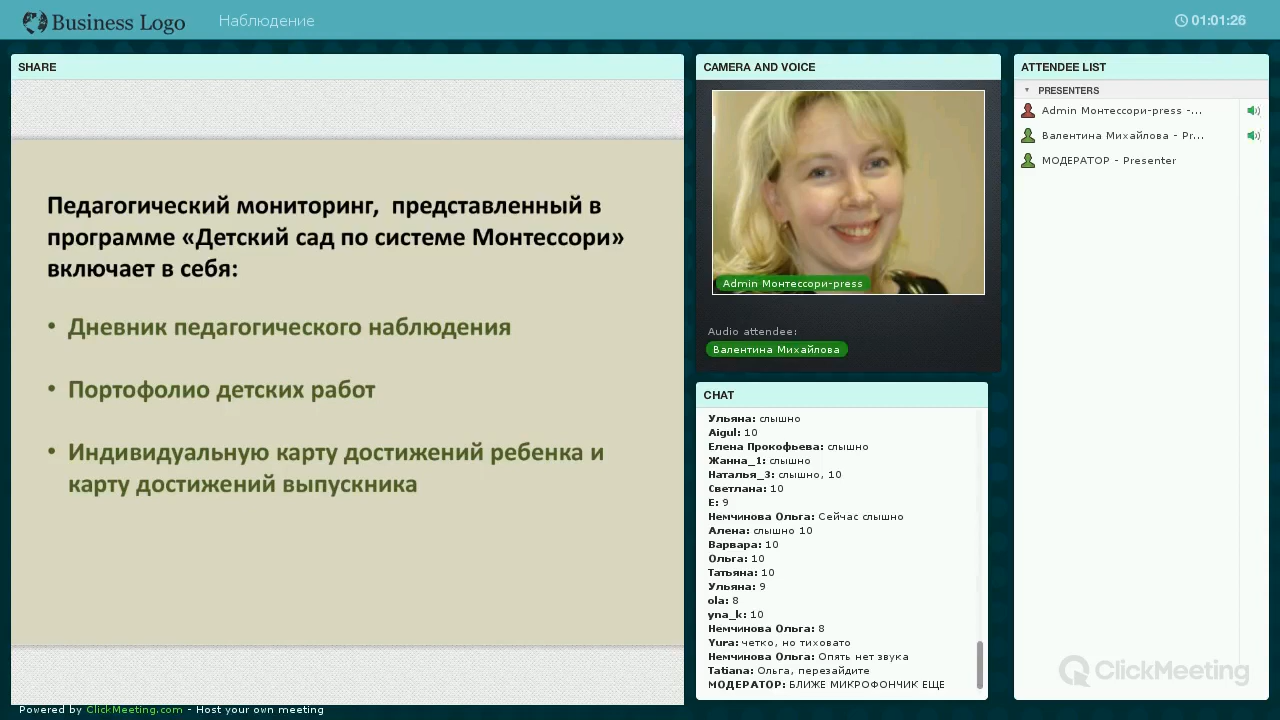 Business Logo
Наблюдение
01:01:26
SHARE
Педагогический мониторинг, представленный в
программе «Детский сад по системе Монтессори»
включает в себя:
• Дневник педагогического наблюдения
• Портофолио детских работ
• Индивидуальную карту достижений ребенка и
карту достижений выпускника
CAMERA AND VOICE
Admin Монтессори-press
Audio attendee:
Валентина Михайлова
CHAT
Ульяна: слышно
Aigul: 10
Елена Прокофьева: слышно
Жанна_1: слышно
Наталья_3: слышно, 10
Светлана: 10
E: 9
Немчинова Ольга: Сейчас слышно
Алена: слышно 10
Варвара: 10
Ольга: 10
Татьяна: 10
Ульяна: 9
ola: 8
yna_k: 10
Немчинова Ольга: 8
Yura: четко, но тиховато
Немчинова Ольга: Опять нет звука
Tatiana: Ольга, перезайдите
МОДЕРАТОР: БЛИЖЕ МИКРОФОНЧИК ЕЩЕ
ATTENDEE LIST
PRESENTERS
Admin Монтессори-press -...
Валентина Михайлова - Pr...
МОДЕРАТОР - Presenter
ClickMeeting
Powered by ClickMeeting.com - Host your own meeting